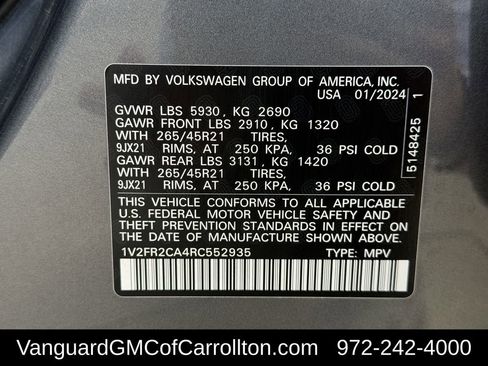 MFD BY VOLKSWAGEN GROUP OF AMERICA, INC.
USA 01/2024
GVWR LBS 5930, KG 2690
GAWR FRONT LBS 2910, KG 1320
WITH 265/45R21 TIRES,
9JX21 RIMS, AT 250 KPA, 36 PSI COLD
GAWR REAR LBS 3131, KG 1420
WITH 265/45R21 TIRES,
9JX21 RIMS, AT 250 KPA, 36 PSI COLD
THIS VEHICLE CONFORMS TO ALL APPLICABLE
U.S. FEDERAL MOTOR VEHICLE SAFETY AND
THEFT PREVENTION STANDARDS IN EFFECT ON THE
DATE OF MANUFACTURE SHOWN ABOVE.
1V2FR2CA4RC552935 TYPE: MPV
5148425 1
VanguardGMCofCarrollton.com 972-242-4000